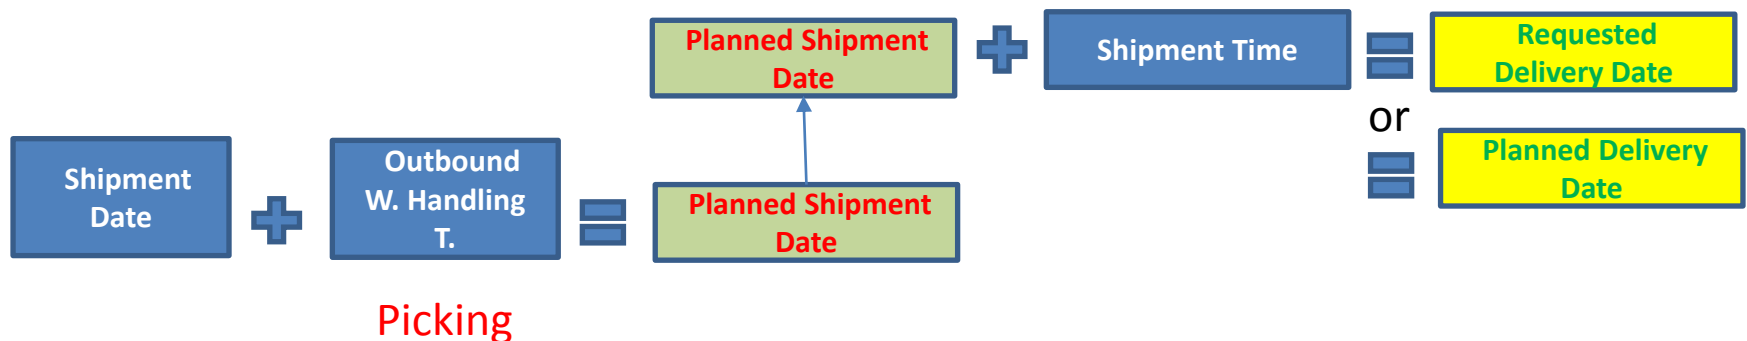 Shipment
Date
Outbound
W. Handling
T.
Picking
Planned Shipment
Date
Planned Shipment
Date
Shipment Time
Requested
Delivery Date
or
Planned Delivery
Date